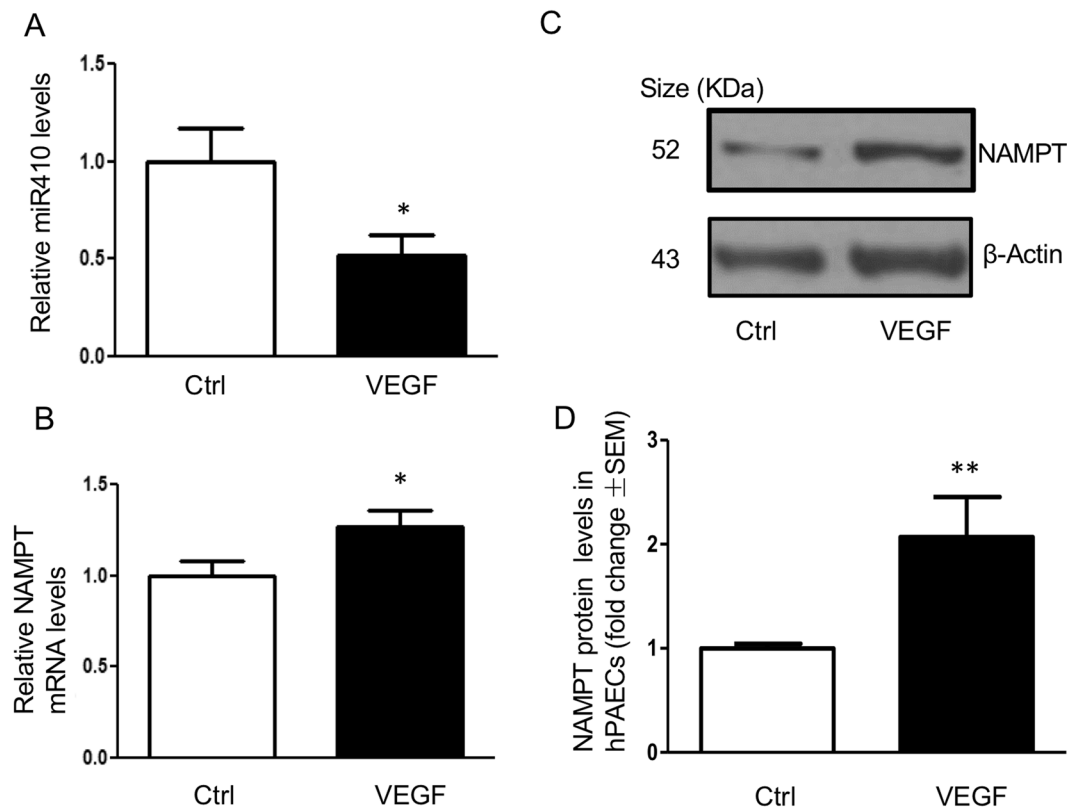 A
Relative miR410 levels
1.5
1.0
0.5
0.0
*
Ctrl
VEGF
B
Relative NAMPT
mRNA levels
1.5
1.0
0.5
0.0
*
Ctrl
VEGF
C
Size (KDa)
52
NAMPT
43
β-Actin
Ctrl
VEGF
D
NAMPT protein levels in
hPAECs (fold change ±SEM)
3
2
1
0
**
Ctrl
VEGF